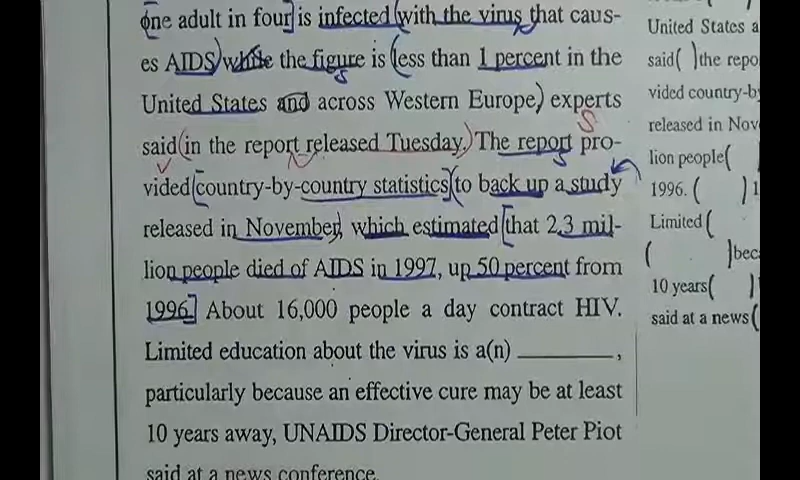 one adult in four is infected with the virus that caus-
es AIDS while the figure is less than 1 percent in the
United States and across Western Europe, experts
said in the report released Tuesday. The report pro-
vided country-by-country statistics to back up a study
released in November, which estimated that 2.3 mil-
lion people died of AIDS in 1997, up 50 percent from
1996. About 16,000 people a day contract HIV.
Limited education about the virus is a(n) ________,
particularly because an effective cure may be at least
10 years away, UNAIDS Director-General Peter Piot
said at a news conference.
United States a
said( )the repo
vided country-b
released in Nov
lion people(
1996. ( )1
Limited(
( )bec
10 years( )
said at a news(